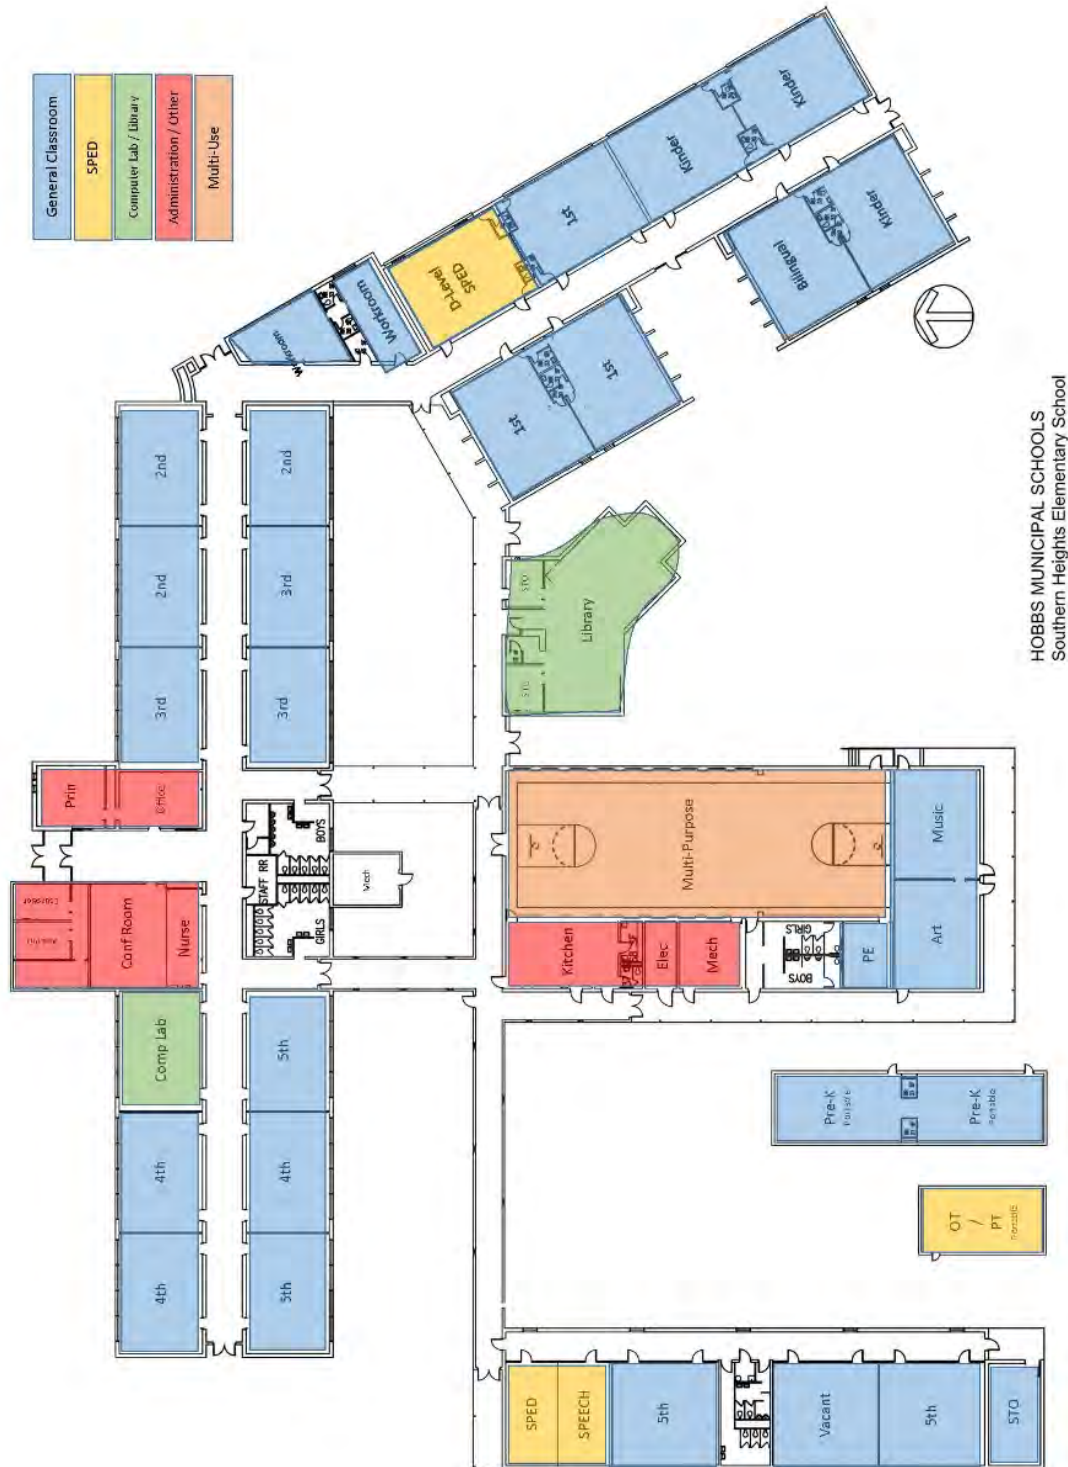 General Classroom
SPED
Computer Lab / Library
Administration / Other
Multi-Use
Kinder
Kinder
1st
D-Level
SPED
Workroom
Workroom
Kinder
Bilingual
1st
1st
2nd
2nd
3rd
2nd
3rd
3rd
STO
Library
Prin
Office
BOYS
STAFF RR
GIRLS
Mech
Conf Room
Nurse
Multi-Purpose
Music
Art
Kitchen
Elec
Mech
GIRLS
BOYS
PE
Comp Lab
4th
4th
5th
4th
5th
Pre-K
Portable
Pre-K
Portable
OT
/
PT
Portable
SPED
SPEECH
5th
Vacant
5th
STO
HOBBS MUNICIPAL SCHOOLS
Southern Heights Elementary School